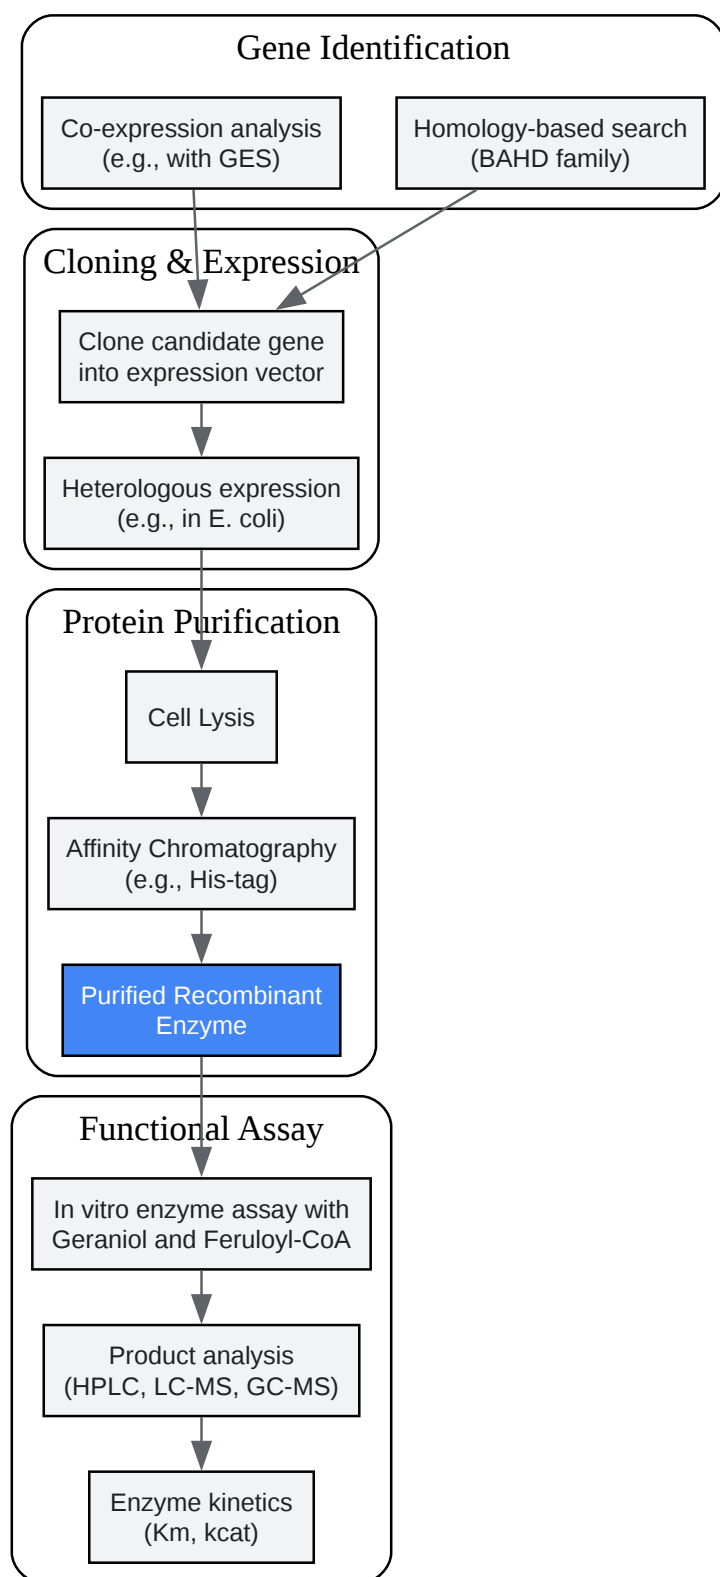 Gene Identification
Co-expression analysis
(e.g., with GES)
Homology-based search
(BAHD family)
Cloning & Expression
Clone candidate gene
into expression vector
Heterologous expression
(e.g., in E. coli)
Protein Purification
Cell Lysis
Affinity Chromatography
(e.g., His-tag)
Purified Recombinant
Enzyme
Functional Assay
In vitro enzyme assay with
Geraniol and Feruloyl-CoA
Product analysis
(HPLC, LC-MS, GC-MS)
Enzyme kinetics
(Km, kcat)